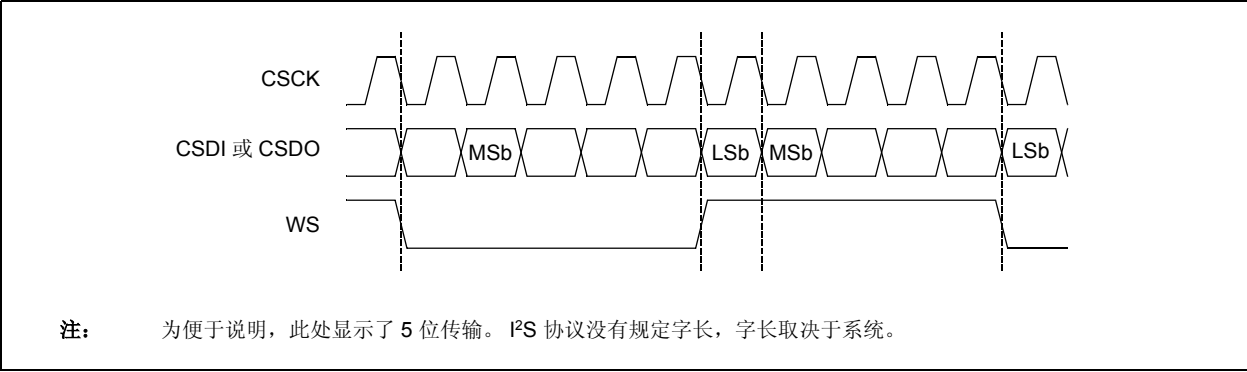 CSCK
CSDI 或 CSDO
MSb
LSb
MSb
LSb
WS
注： 为便于说明，此处显示了 5 位传输。 I²S 协议没有规定字长，字长取决于系统。